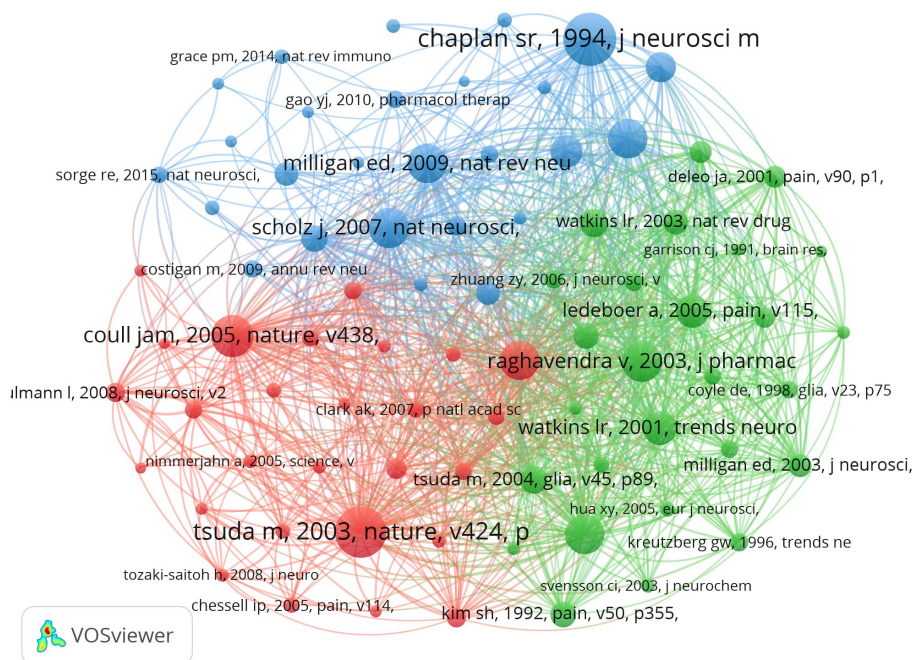 chaplan sr, 1994, j neurosci m
grace pm, 2014, nat rev immuno
gao yj, 2010, pharmacol therap
milligan ed, 2009, nat rev neu
sorge re, 2015, nat neurosci,
deleo ja, 2001, pain, v90, p1,
scholz j, 2007, nat neurosci,
watkins lr, 2003, nat rev drug
garrison cj, 1991, brain res,
costigan m, 2009, annu rev neu
zhuang zy, 2006, j neurosci, v
ledeboer a, 2005, pain, v115,
coull jam, 2005, nature, v438,
raghavendra v, 2003, j pharmac
ulmann l, 2008, j neurosci, v2
coyle de, 1998, glia, v23, p75
clark ak, 2007, p natl acad sc
watkins lr, 2001, trends neuro
nimmerjahn a, 2005, science, v
milligan ed, 2003, j neurosci,
tsuda m, 2004, glia, v45, p89,
hua xy, 2005, eur j neurosci,
tsuda m, 2003, nature, v424, p
kreutzberg gw, 1996, trends ne
tozaki-saitoh h, 2008, j neuro
svensson ci, 2003, j neurochem
chessell ip, 2005, pain, v114,
kim sh, 1992, pain, v50, p355,
VOSviewer